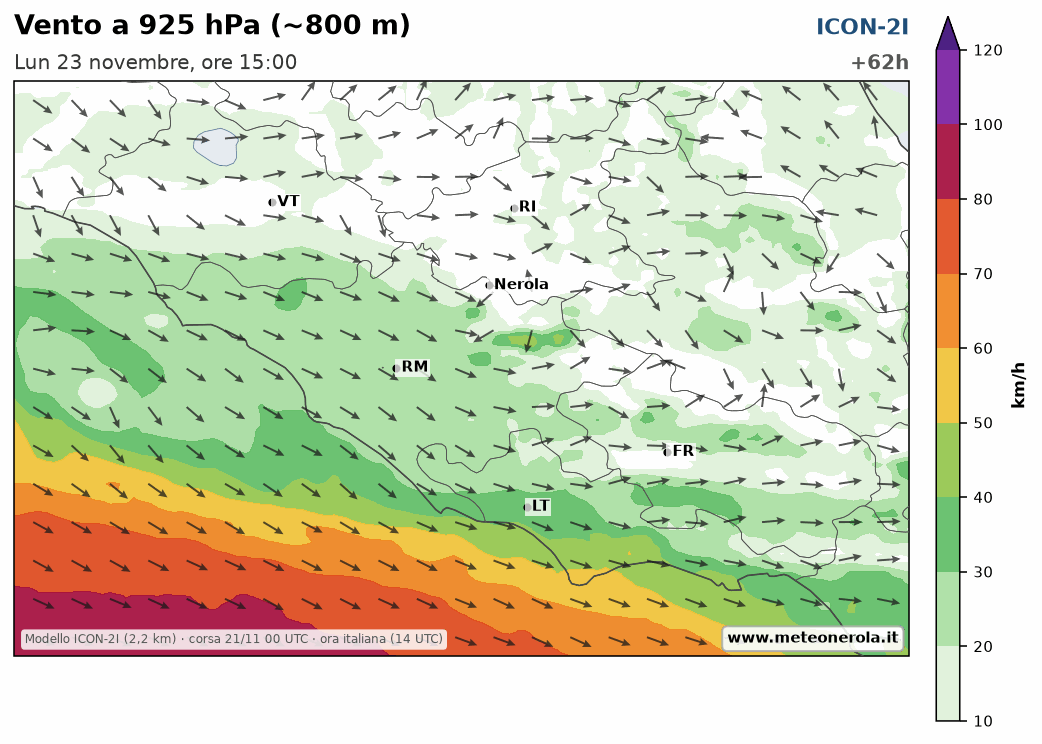 Vento a 925 hPa (~800 m)
ICON-2I
Lun 23 novembre, ore 15:00
+62h
VT
RI
Nerola
RM
FR
LT
Modello ICON-2I (2,2 km) · corsa 21/11 00 UTC · ora italiana (14 UTC)
www.meteonerola.it
120
100
80
70
60
50
40
30
20
10
km/h